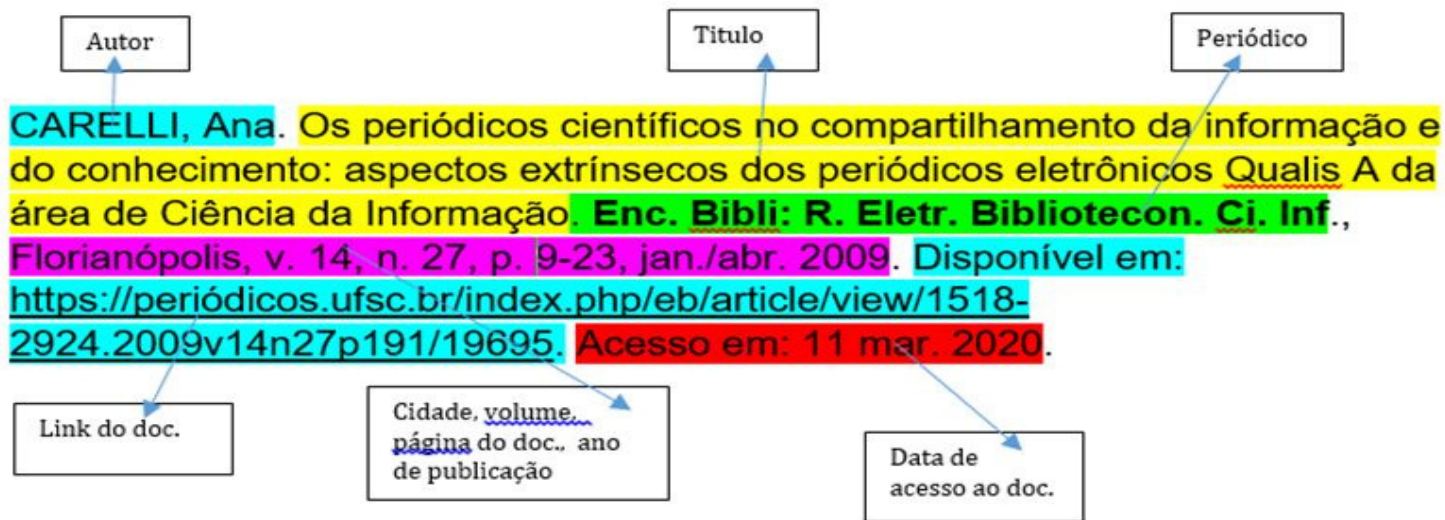 Autor
Titulo
Periódico
CARELLI, Ana. Os periódicos científicos no compartilhamento da informação e
do conhecimento: aspectos extrínsecos dos periódicos eletrônicos Qualis A da
área de Ciência da Informação. Enc. Bibli: R. Eletr. Bibliotecon. Ci. Inf.,
Florianópolis, v. 14, n. 27, p. 9-23, jan./abr. 2009. Disponível em:
https://periódicos.ufsc.br/index.php/eb/article/view/1518-
2924.2009v14n27p191/19695. Acesso em: 11 mar. 2020.
Link do doc.
Cidade, volume,
página do doc., ano
de publicação
Data de
acesso ao doc.